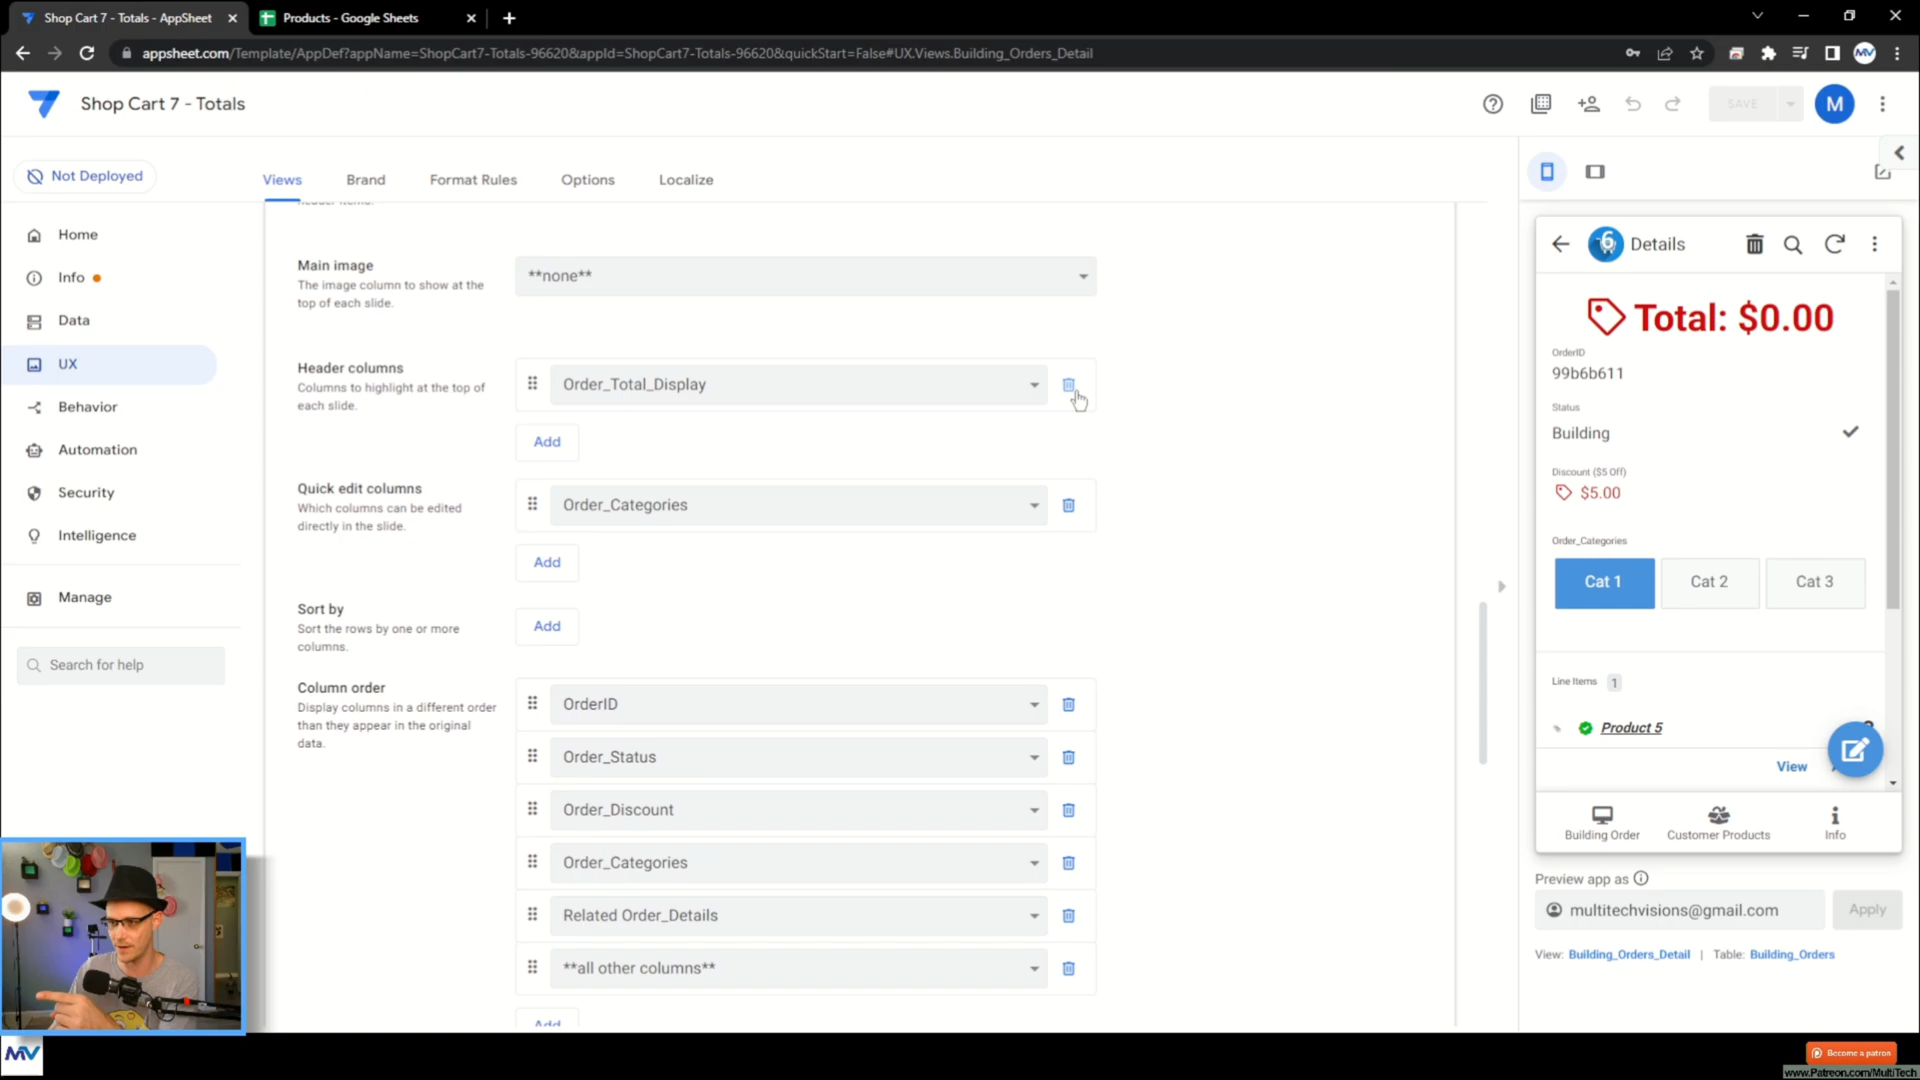 Shop Cart 7 - Totals - AppSheet
Products - Google Sheets
appsheet.com/Template/AppDef?appName=ShopCart7-Totals-96620&appId=ShopCart7-Totals-96620&quickStart=False#UX.Views.Building_Orders_Detail
Shop Cart 7 - Totals
SAVE
M
Not Deployed
Views
Brand
Format Rules
Options
Localize
Home
Info
Data
UX
Behavior
Automation
Security
Intelligence
Manage
Search for help
Main image
The image column to show at the
top of each slide.
**none**
Header columns
Columns to highlight at the top of
each slide.
Order_Total_Display
Add
Quick edit columns
Which columns can be edited
directly in the slide.
Order_Categories
Add
Sort by
Sort the rows by one or more
columns.
Add
Column order
Display columns in a different order
than they appear in the original
data.
OrderID
Order_Status
Order_Discount
Order_Categories
Related Order_Details
**all other columns**
Add
6
Details
Total: $0.00
OrderID
99b6b611
Status
Building
Discount ($5 Off)
$5.00
Order_Categories
Cat 1
Cat 2
Cat 3
Line Items 1
Product 5
View
Building Order
Customer Products
Info
Preview app as
multitechvisions@gmail.com
Apply
View: Building_Orders_Detail | Table: Building_Orders
MV
Become a patron
www.Patreon.com/MultiTech